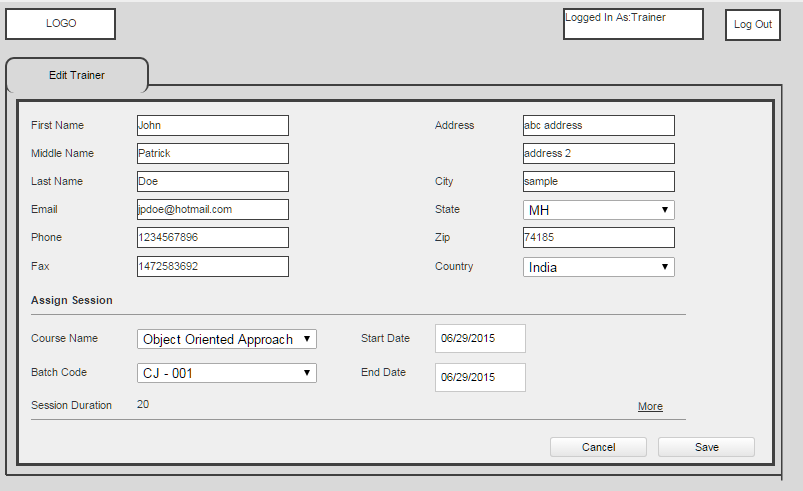 LOGO
Logged In As:Trainer
Log Out
Edit Trainer
First Name John Address abc address
Middle Name Patrick address 2
Last Name Doe City sample
Email jpdoe@hotmail.com State MH
Phone 1234567896 Zip 74185
Fax 1472583692 Country India
Assign Session
Course Name Object Oriented Approach Start Date 06/29/2015
Batch Code CJ - 001 End Date 06/29/2015
Session Duration 20 More
Cancel Save